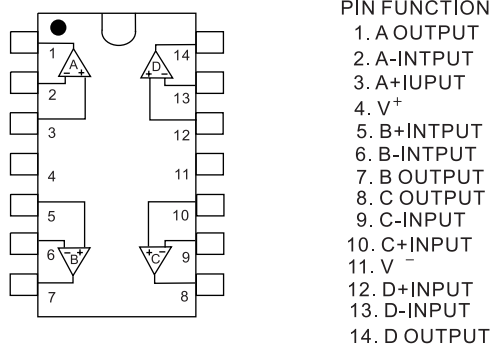 PIN FUNCTION
1. A OUTPUT
2. A-INTPUT
3. A+IUPUT
4. V+
5. B+INTPUT
6. B-INTPUT
7. B OUTPUT
8. C OUTPUT
9. C-INPUT
10. C+INPUT
11. V −
12. D+INPUT
13. D-INPUT
14. D OUTPUT
1 14
A D
− + + −
2 13
3 12
4 11
5 10
6 9
− + + −
B C
7 8